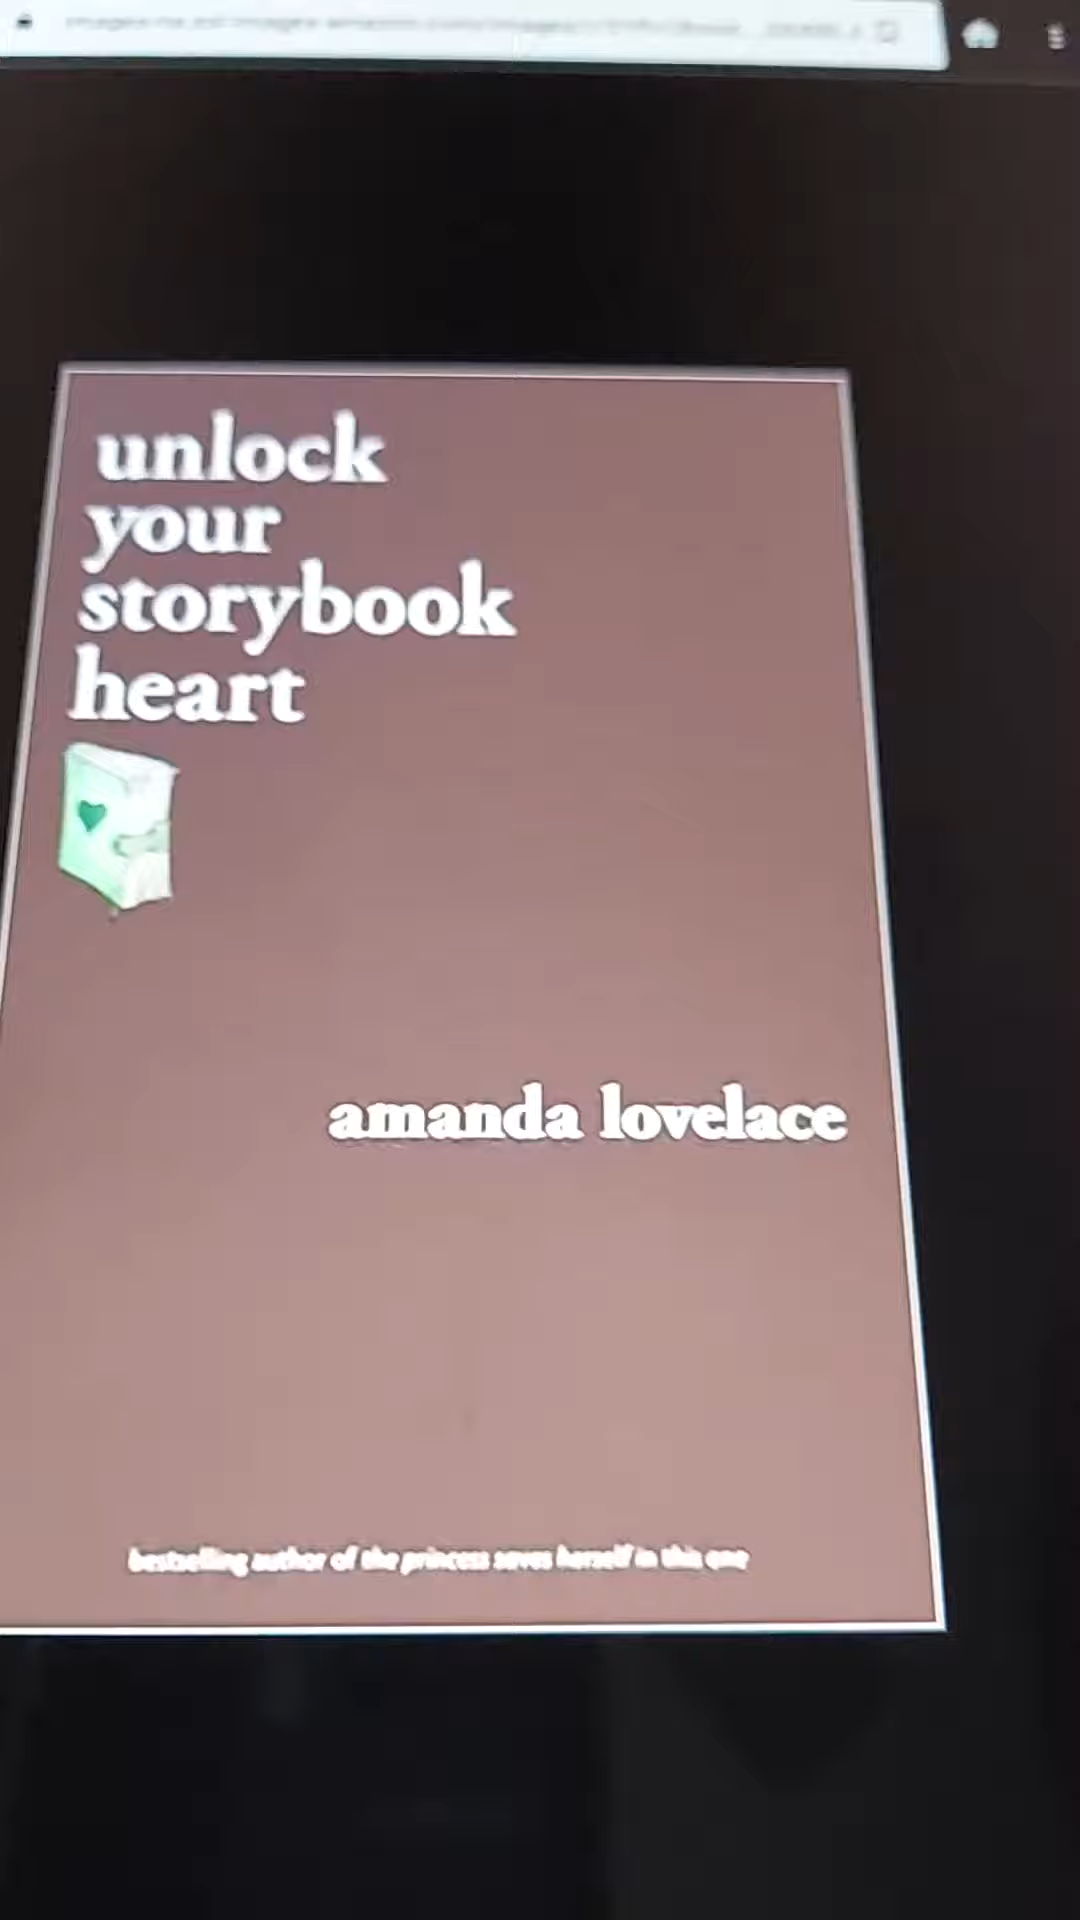 unlock
your
storybook
heart
amanda lovelace
bestselling author of the princess saves herself in this one